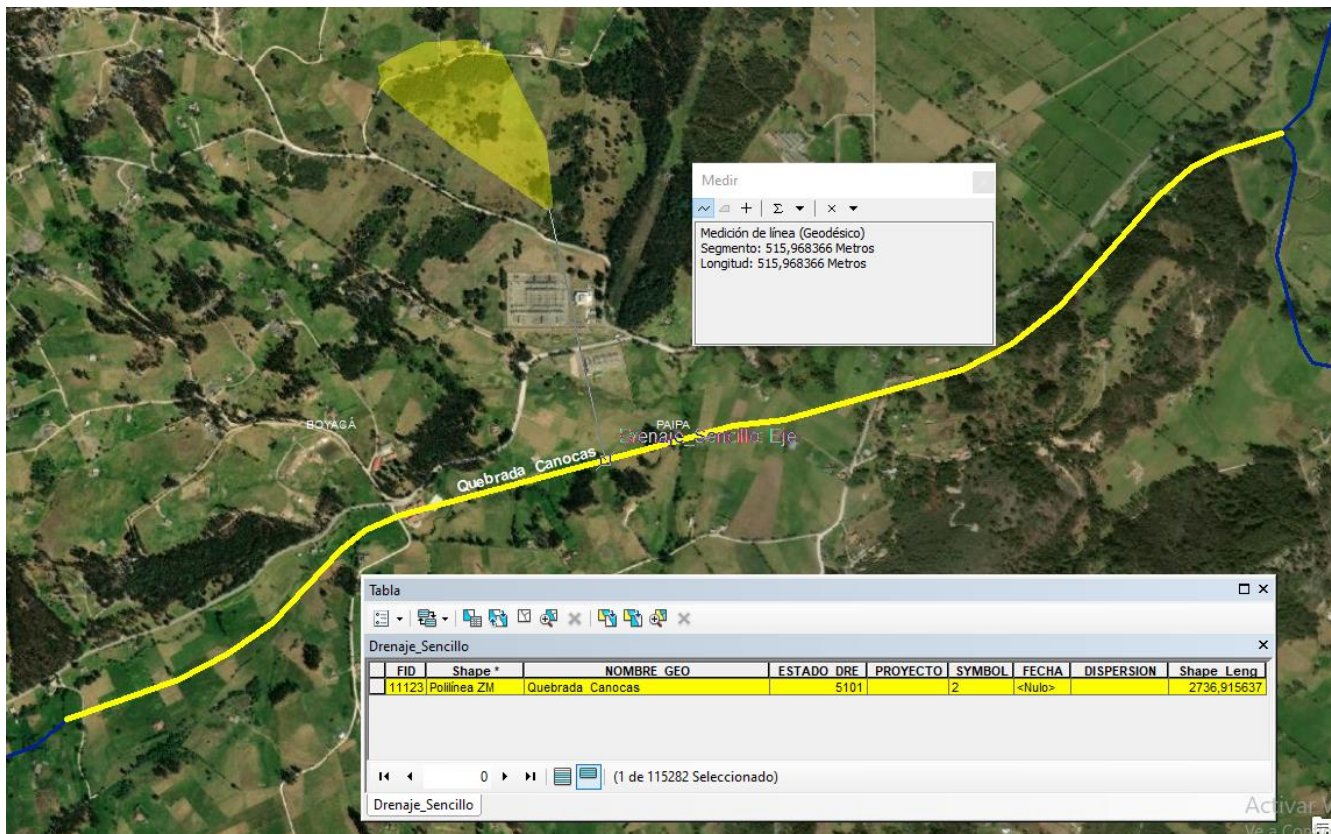 Medir
Medición de línea (Geodésico)
Segmento: 515,968366 Metros
Longitud: 515,968366 Metros
BOYACÁ
PAIPA
Drenaje_Sencillo: Eje
Quebrada Canocas
Tabla
Drenaje_Sencillo
FID Shape * NOMBRE_GEO ESTADO_DRE PROYECTO SYMBOL FECHA DISPERSION Shape_Leng
11123 Polilínea ZM Quebrada Canocas 5101 2 <Nulo> 2736,915637
0 (1 de 115282 Seleccionado)
Drenaje_Sencillo
Activar